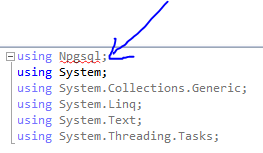 using Npgsql;
using System;
using System.Collections.Generic;
using System.Linq;
using System.Text;
using System.Threading.Tasks;